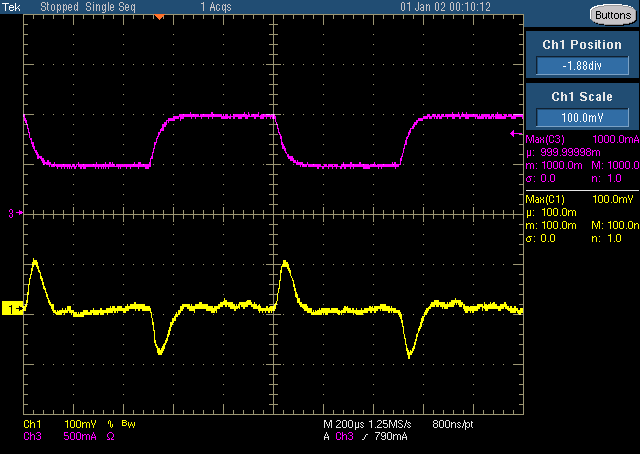 Tek Stopped Single Seq 1 Acqs 01 Jan 02 00:10:12
Buttons
Ch1 Position
-1.88div
Ch1 Scale
100.0mV
Max(C3) 1000.0mA
µ: 999.99998m
m: 1000.0m M: 1000.0
σ: 0.0 n: 1.0
Max(C1) 100.0mV
µ: 100.0m
m: 100.0m M: 100.0m
σ: 0.0 n: 1.0
3
1
Ch1 100mV Bw M 200µs 1.25MS/s 800ns/pt
Ch3 500mA Ω A Ch3 790mA